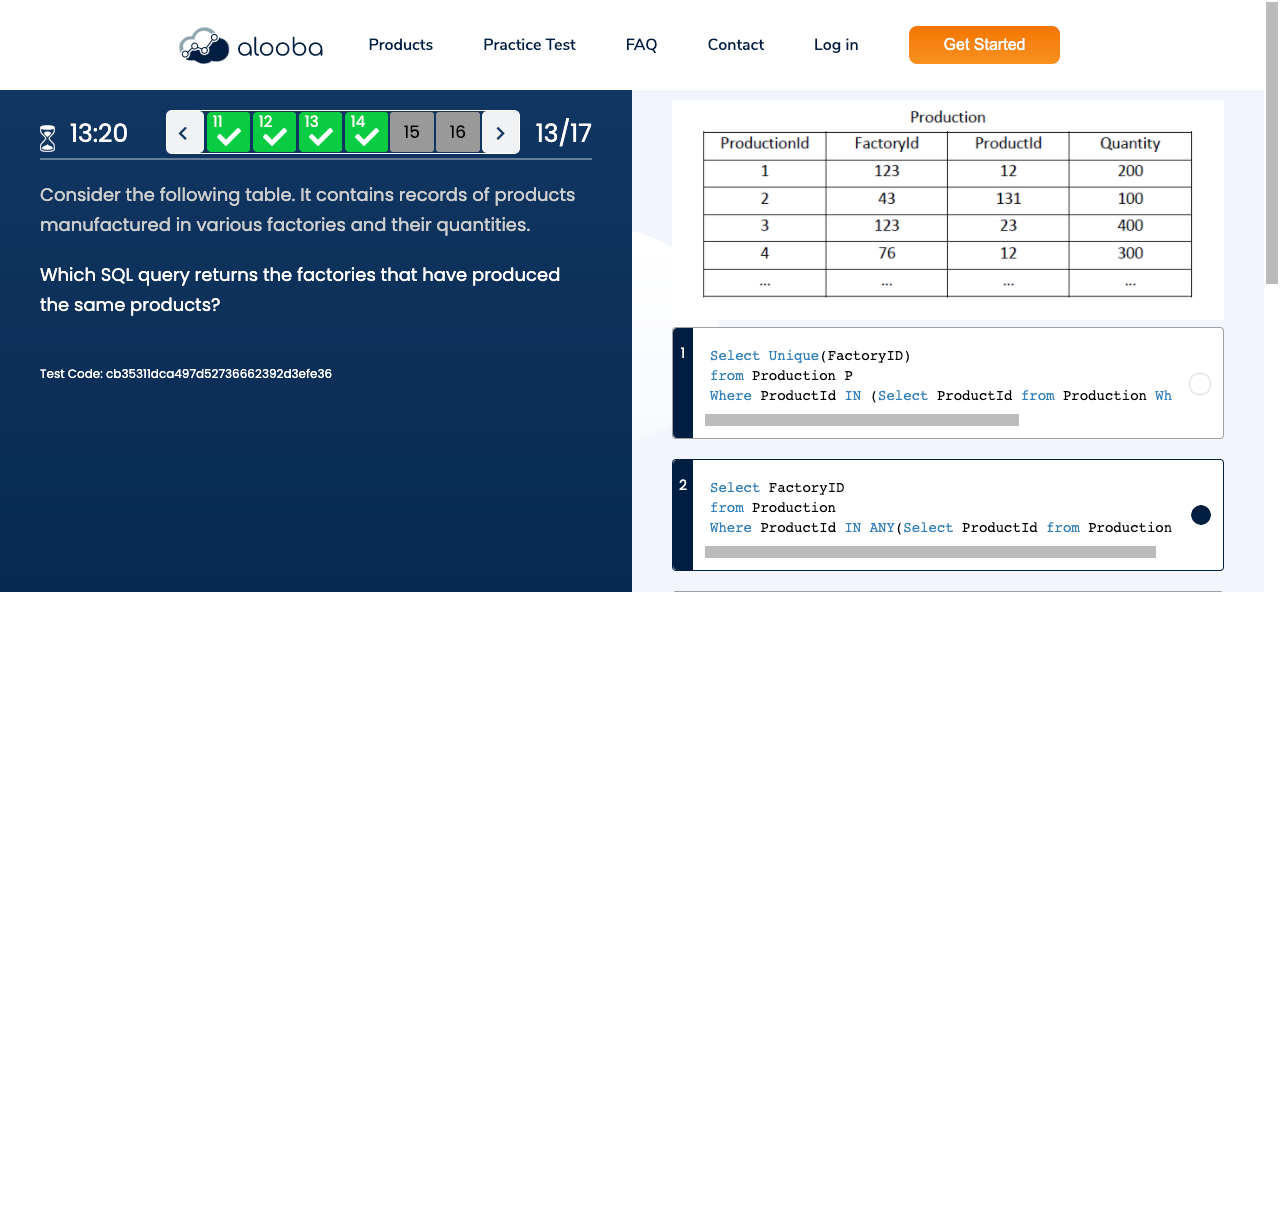 alooba
Products
Practice Test
FAQ
Contact
Log in
Get Started
13:20
11
12
13
14
15
16
13/17
Consider the following table. It contains records of products
manufactured in various factories and their quantities.
Which SQL query returns the factories that have produced
the same products?
Test Code: cb35311dca497d52736662392d3efe36
Production
ProductionId FactoryId ProductId Quantity
1 123 12 200
2 43 131 100
3 123 23 400
4 76 12 300
... ... ... ...
1
Select Unique(FactoryID)
from Production P
Where ProductId IN (Select ProductId from Production Wh
2
Select FactoryID
from Production
Where ProductId IN ANY(Select ProductId from Production